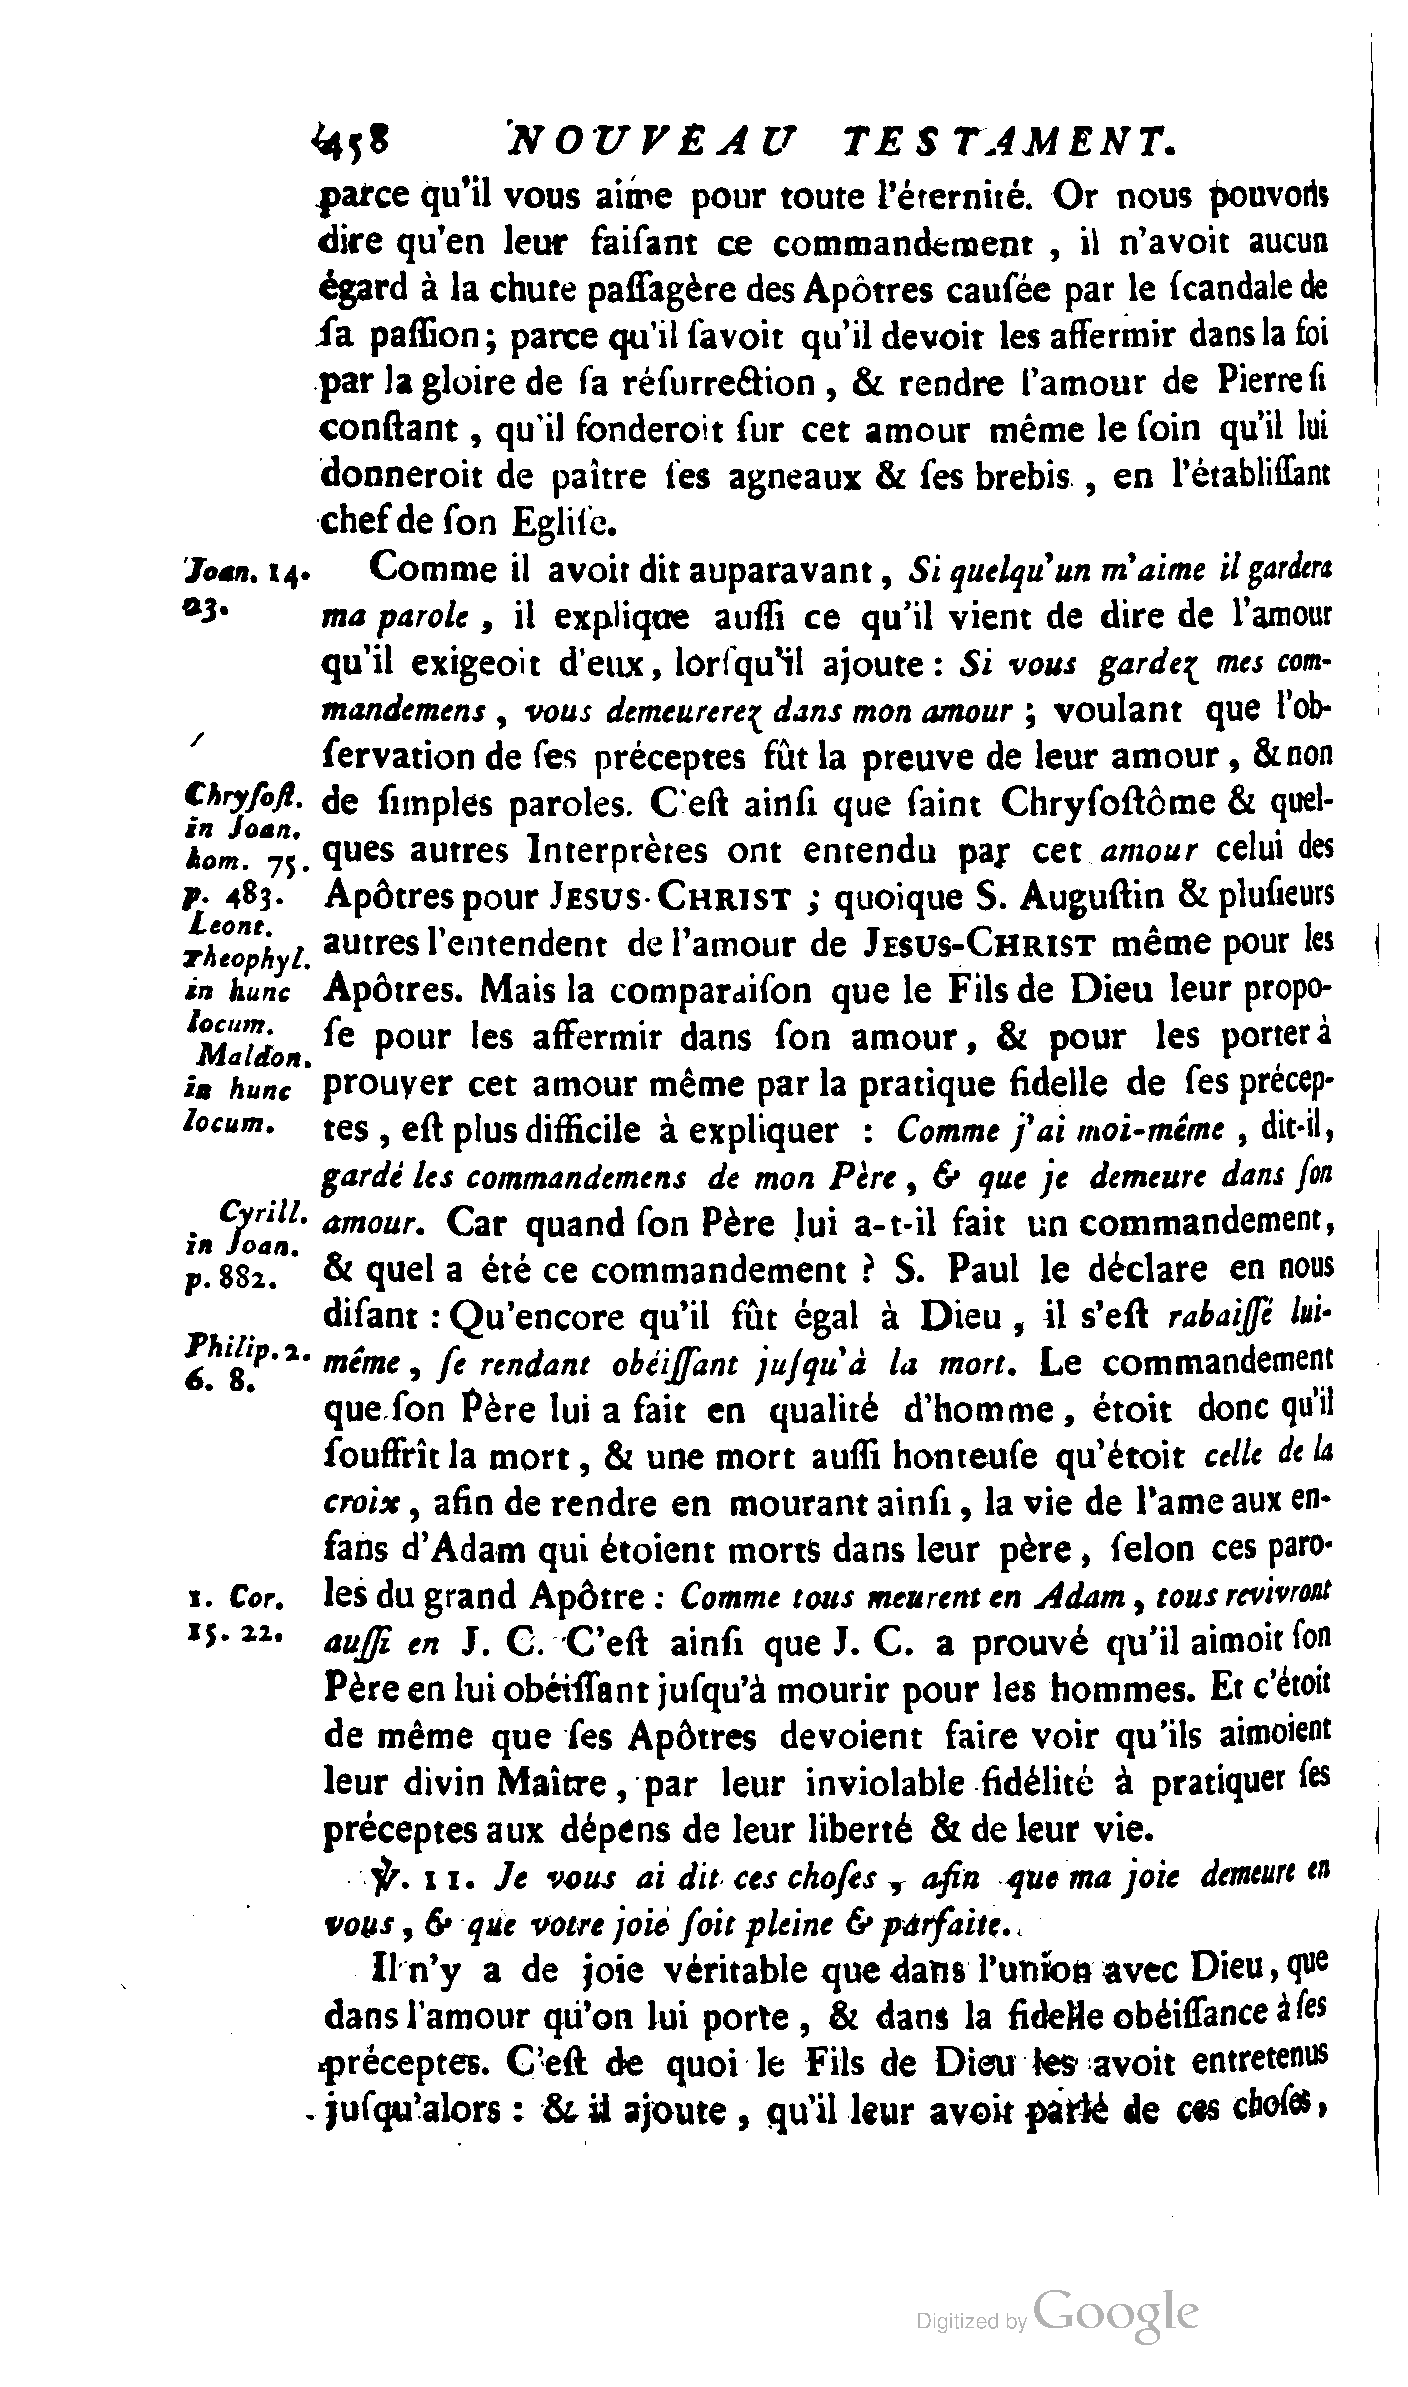 458 NOUVEAU TESTAMENT.
parce qu'il vous aime pour toute l'éternité. Or nous pouvons
dire qu'en leur faiſant ce commandement , il n'avoit aucun
égard à la chute paſſagère des Apôtres cauſée par le ſcandale de
ſa paſſion ; parce qu'il ſavoit qu'il devoit les affermir dans la foi
par la gloire de ſa réſurrection , & rendre l'amour de Pierre ſi
conſtant , qu'il fonderoit ſur cet amour même le ſoin qu'il lui
donneroit de paître ſes agneaux & ſes brebis , en l'établiſſant
chef de ſon Egliſe.
Joan. 14.
23.
Comme il avoit dit auparavant , Si quelqu'un m'aime il gardera
ma parole , il explique auſſi ce qu'il vient de dire de l'amour
qu'il exigeoit d'eux, lorſqu'il ajoute : Si vous gardez mes com-
mandemens , vous demeurerez dans mon amour ; voulant que l'ob-
ſervation de ſes préceptes fût la preuve de leur amour , & non
Chryſoſt.
in Joan.
hom. 75.
p. 483.
Leont.
Theophyl.
in hunc
locum.
Maldon.
in hunc
locum.
de ſimples paroles. C'eſt ainſi que ſaint Chryſoſtôme & quel-
ques autres Interprètes ont entendu par cet amour celui des
Apôtres pour JESUS-CHRIST ; quoique S. Auguſtin & pluſieurs
autres l'entendent de l'amour de JESUS-CHRIST même pour les
Apôtres. Mais la comparaiſon que le Fils de Dieu leur propo-
ſe pour les affermir dans ſon amour , & pour les porter à
prouver cet amour même par la pratique fidelle de ſes précep-
tes , eſt plus difficile à expliquer : Comme j'ai moi-même , dit-il,
gardé les commandemens de mon Père , & que je demeure dans ſon
Cyrill.
in Joan.
p. 882.
amour. Car quand ſon Père lui a-t-il fait un commandement,
& quel a été ce commandement ? S. Paul le déclare en nous
diſant : Qu'encore qu'il fût égal à Dieu , il s'eſt rabaiſſé lui-
Philip. 2.
6. 8.
même , ſe rendant obéiſſant juſqu'à la mort. Le commandement
que ſon Père lui a fait en qualité d'homme , étoit donc qu'il
ſouffrît la mort , & une mort auſſi honteuſe qu'étoit celle de la
croix , afin de rendre en mourant ainſi , la vie de l'ame aux en-
fans d'Adam qui étoient morts dans leur père , ſelon ces paro-
1. Cor.
15. 22.
les du grand Apôtre : Comme tous meurent en Adam , tous revivront
auſſi en J. C. C'eſt ainſi que J. C. a prouvé qu'il aimoit ſon
Père en lui obéiſſant juſqu'à mourir pour les hommes. Et c'étoit
de même que ſes Apôtres devoient faire voir qu'ils aimoient
leur divin Maître , par leur inviolable fidélité à pratiquer ſes
préceptes aux dépens de leur liberté & de leur vie.
℣. 11. Je vous ai dit ces choſes , afin que ma joie demeure en
vous , & que votre joie ſoit pleine & parfaite.
Il n'y a de joie véritable que dans l'union avec Dieu , que
dans l'amour qu'on lui porte , & dans la fidelle obéiſſance à ſes
préceptes. C'eſt de quoi le Fils de Dieu les avoit entretenus
juſqu'alors : & il ajoute , qu'il leur avoit parlé de ces choſes,
Digitized by Google